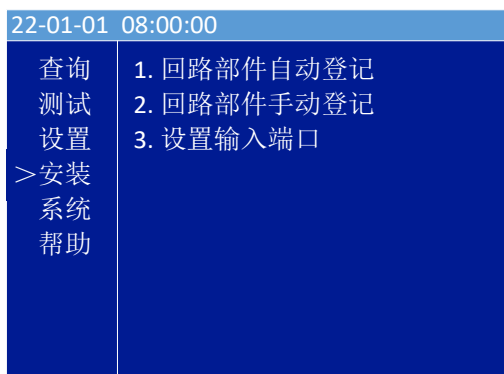 22-01-01 08:00:00
查询
测试
设置
＞安装
系统
帮助
1. 回路部件自动登记
2. 回路部件手动登记
3. 设置输入端口